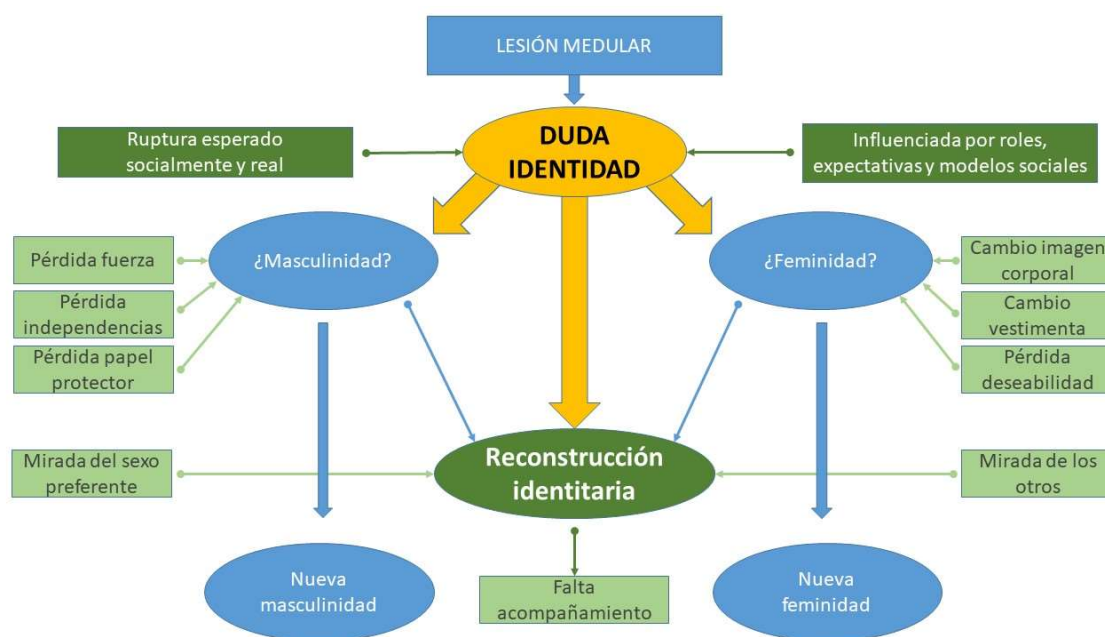 LESIÓN MEDULAR
Ruptura esperado
socialmente y real
DUDA
IDENTIDAD
Influenciada por roles,
expectativas y modelos sociales
Pérdida fuerza
Pérdida
independencias
Pérdida papel
protector
¿Masculinidad?
¿Feminidad?
Cambio imagen
corporal
Cambio
vestimenta
Pérdida
deseabilidad
Mirada del sexo
preferente
Reconstrucción
identitaria
Mirada de los
otros
Nueva
masculinidad
Falta
acompañamiento
Nueva
feminidad